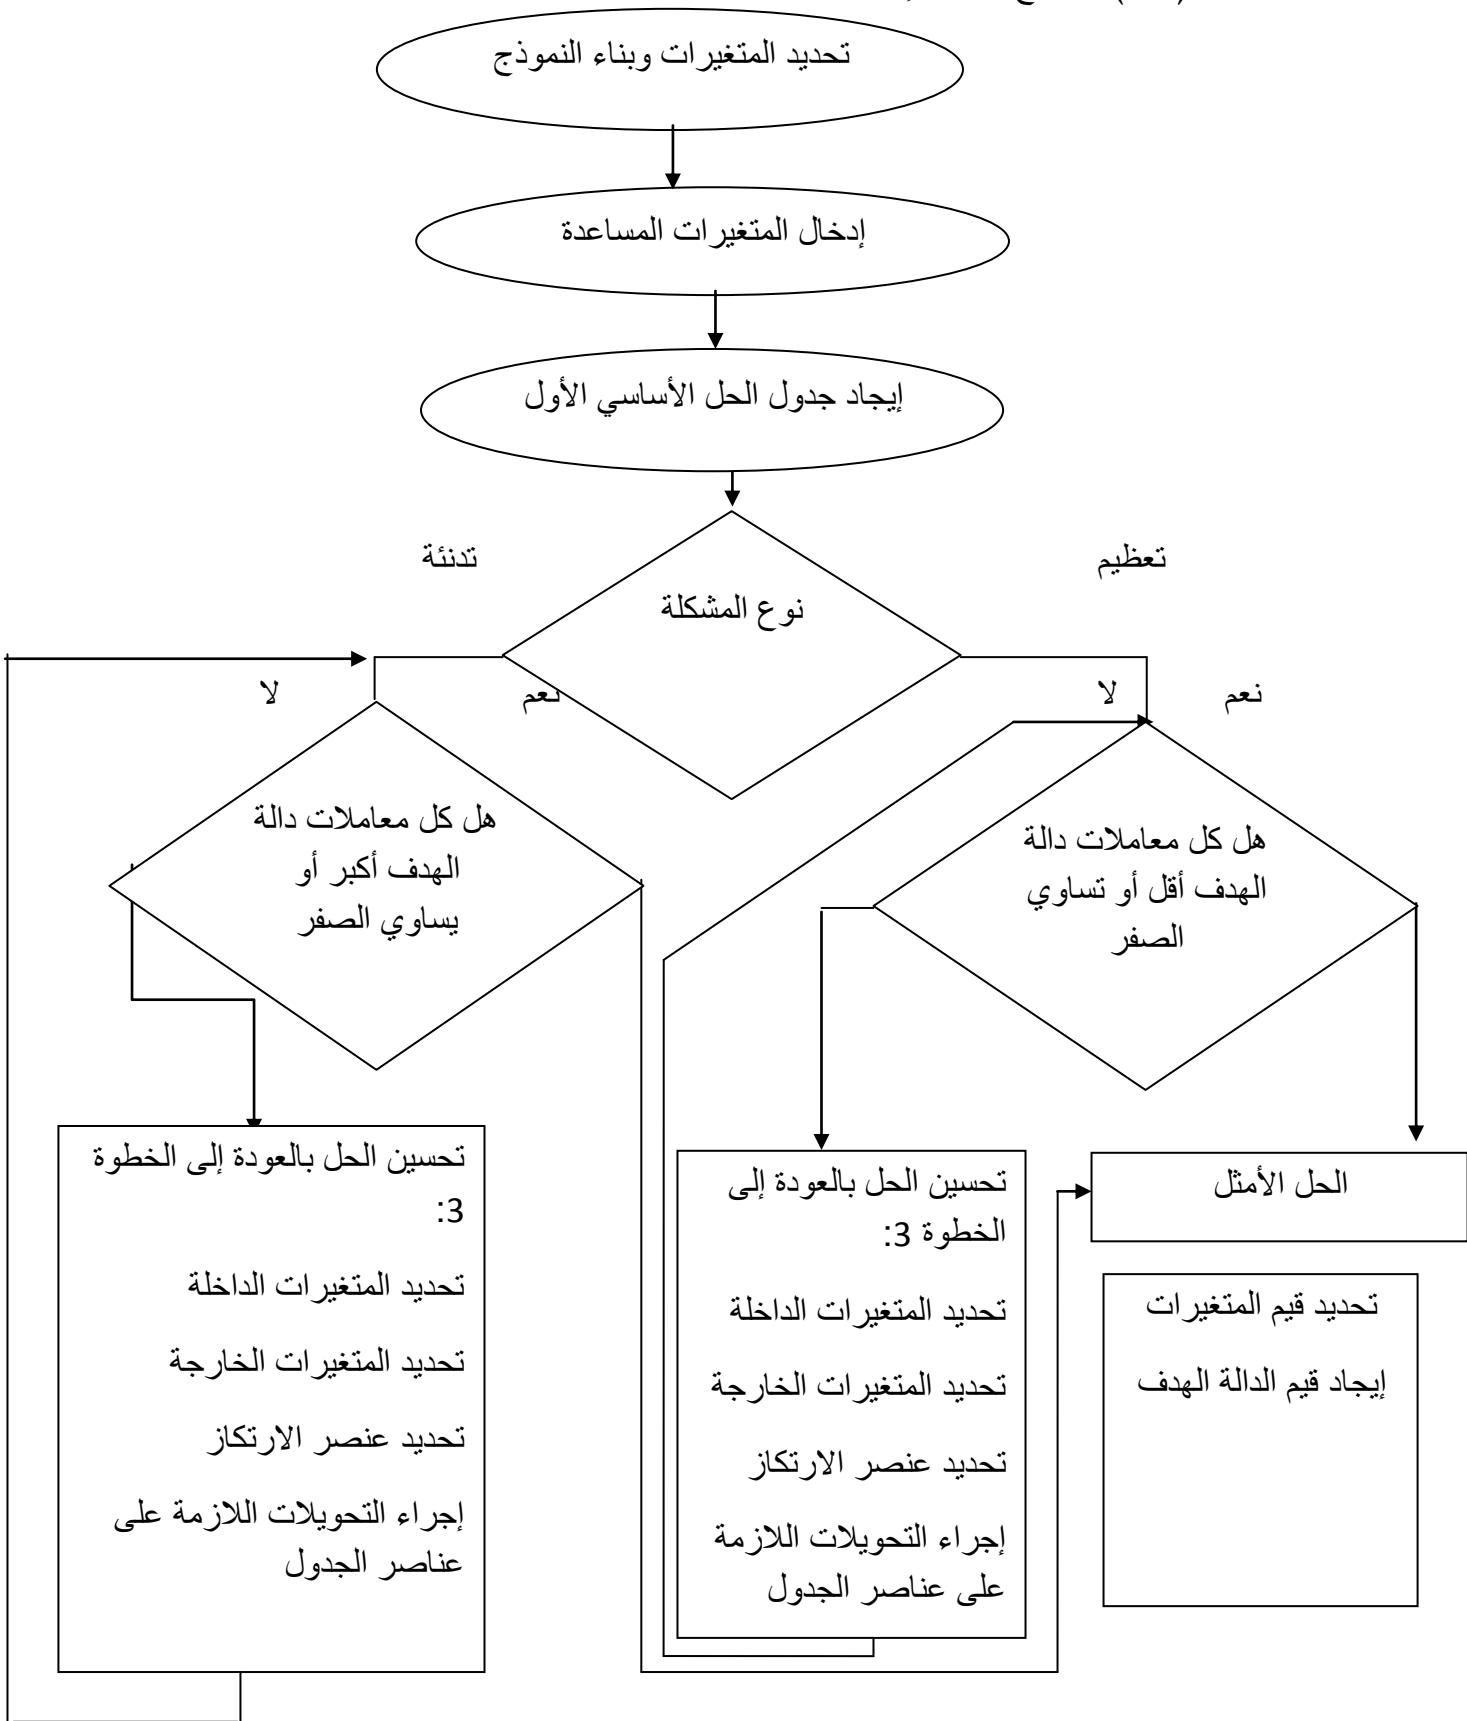 تحديد المتغيرات وبناء النموذج
إدخال المتغيرات المساعدة
إيجاد جدول الحل الأساسي الأول
تعظيم
تدنئة
نوع المشكلة
نعم
لا
نعم
لا
هل كل معاملات دالة
الهدف أقل أو تساوي
الصفر
هل كل معاملات دالة
الهدف أكبر أو
يساوي الصفر
الحل الأمثل
تحديد قيم المتغيرات
إيجاد قيم الدالة الهدف
تحسين الحل بالعودة إلى
الخطوة 3:
تحديد المتغيرات الداخلة
تحديد المتغيرات الخارجة
تحديد عنصر الارتكاز
إجراء التحويلات اللازمة
على عناصر الجدول
تحسين الحل بالعودة إلى الخطوة
3:
تحديد المتغيرات الداخلة
تحديد المتغيرات الخارجة
تحديد عنصر الارتكاز
إجراء التحويلات اللازمة على
عناصر الجدول